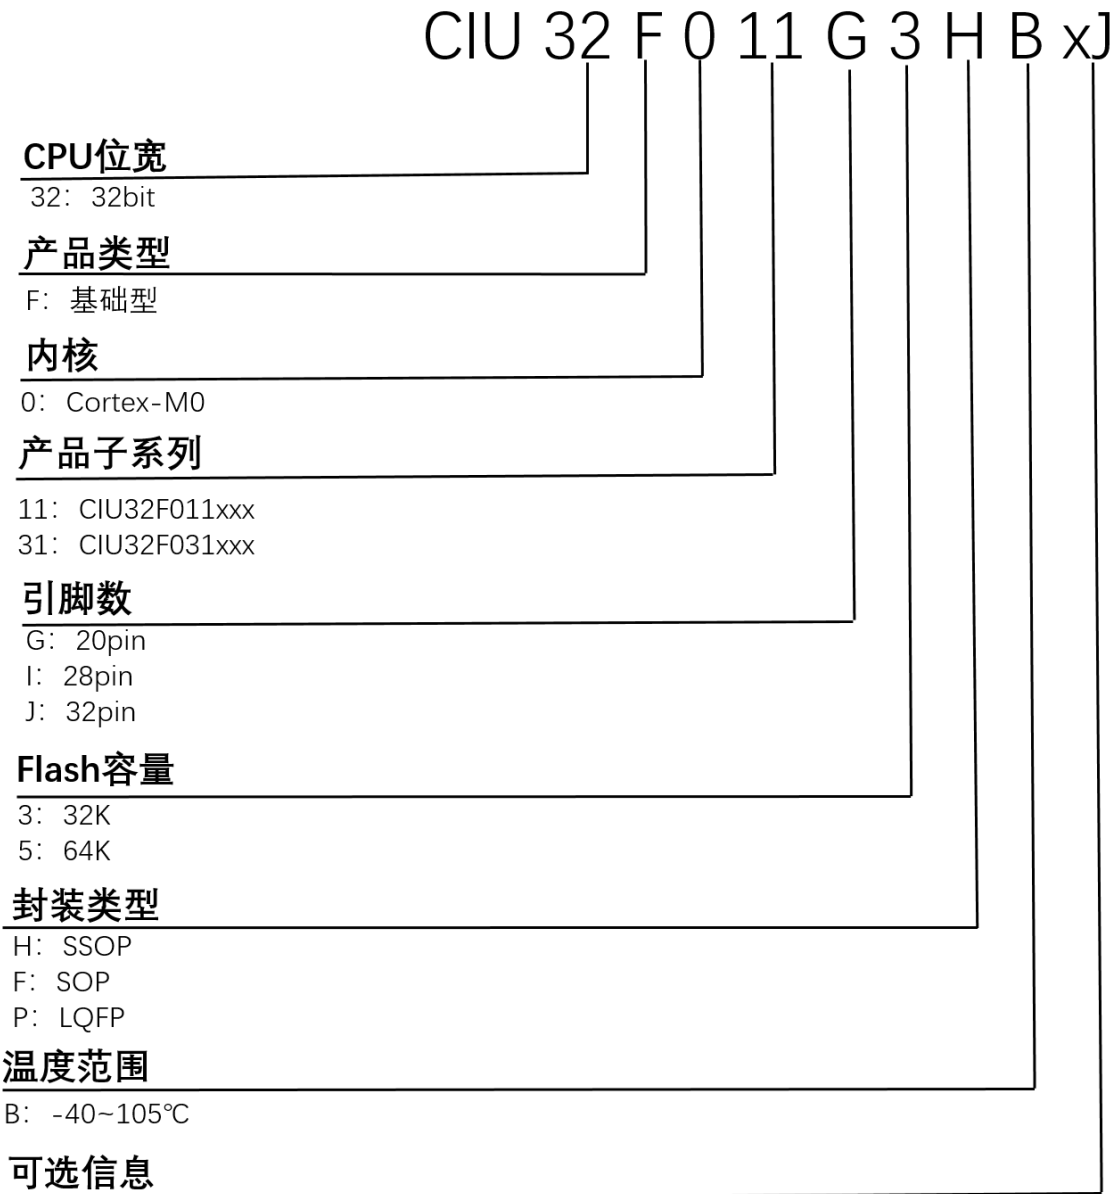 CIU 32 F 0 11 G 3 H B xJ
CPU位宽
32：32bit
产品类型
F：基础型
内核
0：Cortex-M0
产品子系列
11：CIU32F011xxx
31：CIU32F031xxx
引脚数
G：20pin
I：28pin
J：32pin
Flash容量
3：32K
5：64K
封装类型
H：SSOP
F：SOP
P：LQFP
温度范围
B：-40~105℃
可选信息